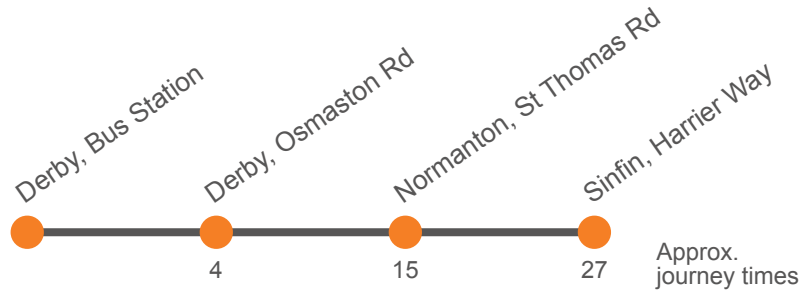 Derby, Bus Station
Derby, Osmaston Rd
Normanton, St Thomas Rd
Sinfin, Harrier Way
4
15
27
Approx.
journey times